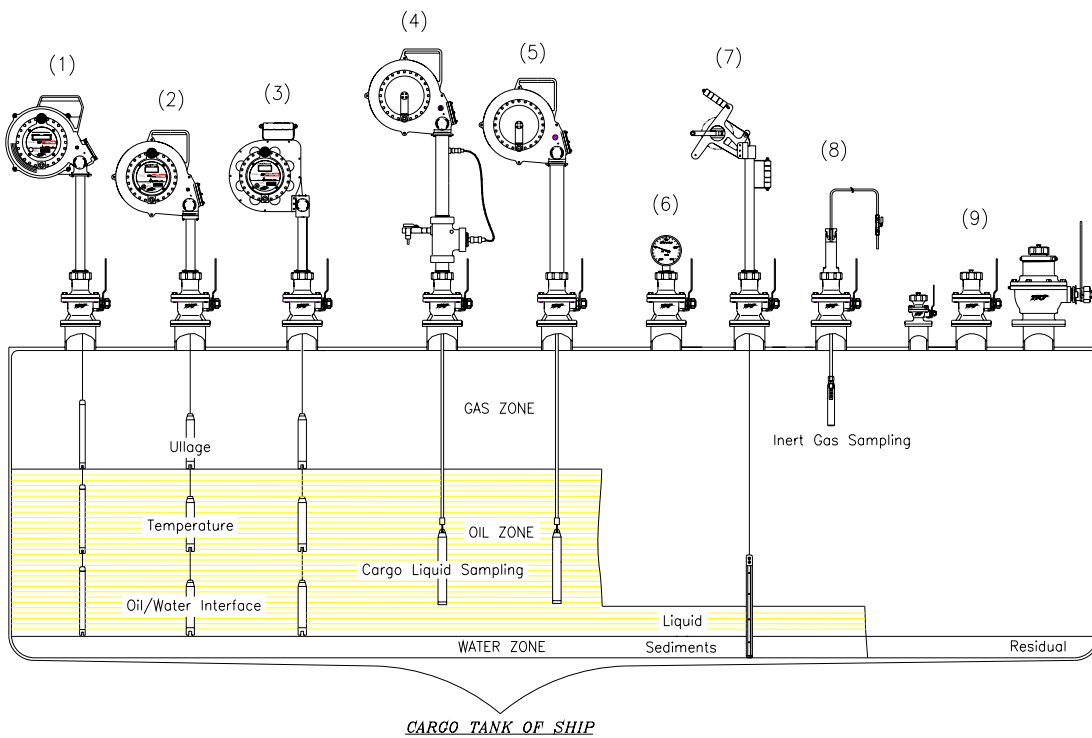 (1)
(2)
(3)
(4)
(5)
(6)
(7)
(8)
(9)
GAS ZONE
Ullage
Inert Gas Sampling
Temperature
OIL ZONE
Cargo Liquid Sampling
Oil/Water Interface
Liquid
WATER ZONE
Sediments
Residual
CARGO TANK OF SHIP